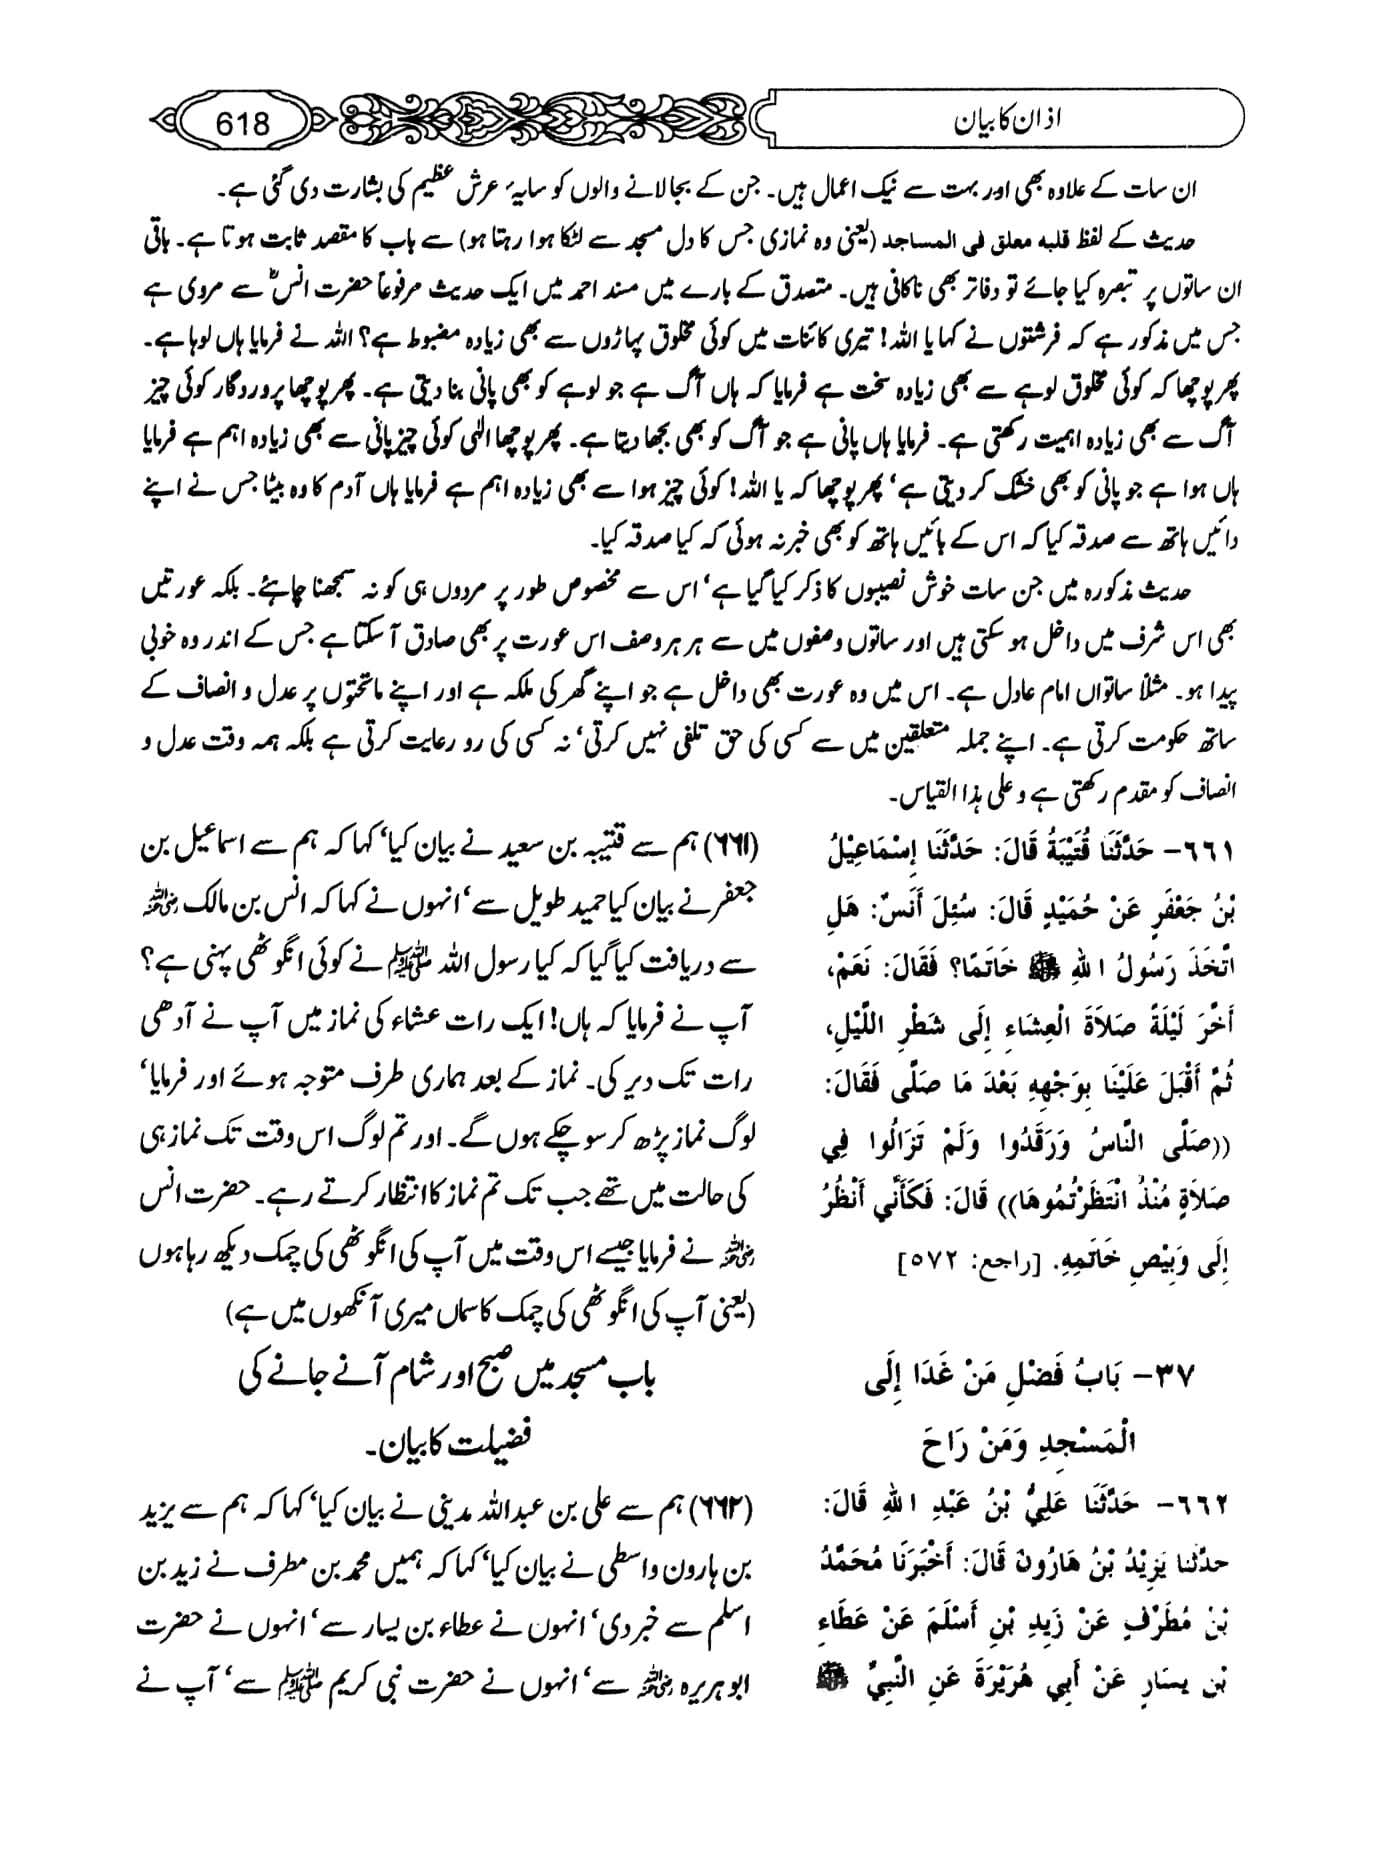 اذان کا بیان
618
ان سات کے علاوہ بھی اور بہت سے نیک اعمال ہیں۔ جن کے بجا لانے والوں کو سایۂ عرش عظیم کی بشارت دی گئی ہے۔
حدیث کے لفظ قلبہ معلق فی المساجد (یعنی وہ نمازی جس کا دل مسجد سے لٹکا ہوا رہتا ہو) سے باب کا مقصد ثابت ہوتا ہے۔ باقی
ان ساتوں پر تبصرہ کیا جائے تو دفاتر بھی ناکافی ہیں۔ متصدق کے بارے میں مسند احمد میں ایک حدیث مرفوعاً حضرت انسؓ سے مروی ہے
جس میں مذکور ہے کہ فرشتوں نے کہا یا اللہ! تیری کائنات میں کوئی مخلوق پہاڑوں سے بھی زیادہ مضبوط ہے؟ اللہ نے فرمایا ہاں لوہا ہے۔
پھر پوچھا کہ کوئی مخلوق لوہے سے بھی زیادہ سخت ہے فرمایا کہ ہاں آگ ہے جو لوہے کو بھی پانی بنا دیتی ہے۔ پھر پوچھا پروردگار کوئی چیز
آگ سے بھی زیادہ اہمیت رکھتی ہے۔ فرمایا ہاں پانی ہے جو آگ کو بھی بجھا دیتا ہے۔ پھر پوچھا الٰہی کوئی چیز پانی سے بھی زیادہ اہم ہے فرمایا
ہاں ہوا ہے جو پانی کو بھی خشک کر دیتی ہے‘ پھر پوچھا کہ یا اللہ! کوئی چیز ہوا سے بھی زیادہ اہم ہے فرمایا ہاں آدم کا وہ بیٹا جس نے اپنے
دائیں ہاتھ سے صدقہ کیا کہ اس کے بائیں ہاتھ کو بھی خبر نہ ہوئی کہ کیا صدقہ کیا۔
حدیث مذکورہ میں جن سات خوش نصیبوں کا ذکر کیا گیا ہے‘ اس سے مخصوص طور پر مردوں ہی کو نہ سمجھنا چاہئے۔ بلکہ عورتیں
بھی اس شرف میں داخل ہو سکتی ہیں اور ساتوں وصفوں میں سے ہر ہر وصف اس عورت پر بھی صادق آ سکتا ہے جس کے اندر وہ خوبی
پیدا ہو۔ مثلاً ساتواں امام عادل ہے۔ اس میں وہ عورت بھی داخل ہے جو اپنے گھر کی ملکہ ہے اور اپنے ماتحتوں پر عدل و انصاف کے
ساتھ حکومت کرتی ہے۔ اپنے جملہ متعلقین میں سے کسی کی حق تلفی نہیں کرتی‘ نہ کسی کی رو رعایت کرتی ہے بلکہ ہمہ وقت عدل و
انصاف کو مقدم رکھتی ہے و علی ہذا القیاس۔
٦٦١- حَدَّثَنَا قُتَيْبَةُ قَالَ: حَدَّثَنَا إِسْمَاعِيْلُ
بْنُ جَعْفَرٍ عَنْ حُمَيْدٍ قَالَ: سُئِلَ أَنَسٌ: هَلِ
اتَّخَذَ رَسُولُ اللهِ ﷺ خَاتَمًا؟ فَقَالَ: نَعَمْ،
أَخَّرَ لَيْلَةً صَلاَةَ الْعِشَاءِ إِلَى شَطْرِ اللَّيْلِ،
ثُمَّ أَقْبَلَ عَلَيْنَا بِوَجْهِهِ بَعْدَ مَا صَلَّى فَقَالَ:
((صَلَّى النَّاسُ وَرَقَدُوا وَلَمْ تَزَالُوا فِي
صَلاَةٍ مُنْذُ انْتَظَرْتُمُوهَا)) قَالَ: فَكَأَنِّي أَنْظُرُ
إِلَى وَبِيْصِ خَاتَمِهِ. [راجع: ٥٧٢]
(۶۶۱) ہم سے قتیبہ بن سعید نے بیان کیا‘ کہا کہ ہم سے اسماعیل بن
جعفر نے بیان کیا حمید طویل سے‘ انہوں نے کہا کہ انس بن مالک رضی اللہ عنہ
سے دریافت کیا گیا کہ کیا رسول اللہ ﷺ نے کوئی انگوٹھی پہنی ہے؟
آپ نے فرمایا کہ ہاں! ایک رات عشاء کی نماز میں آپ نے آدھی
رات تک دیر کی۔ نماز کے بعد ہماری طرف متوجہ ہوئے اور فرمایا‘
لوگ نماز پڑھ کر سو چکے ہوں گے۔ اور تم لوگ اس وقت تک نماز ہی
کی حالت میں تھے جب تک تم نماز کا انتظار کرتے رہے۔ حضرت انس
رضی اللہ عنہ نے فرمایا جیسے اس وقت میں آپ کی انگوٹھی کی چمک دیکھ رہا ہوں
(یعنی آپ کی انگوٹھی کی چمک کا سماں میری آنکھوں میں ہے)
٣٧- بَابُ فَضْلِ مَنْ غَدَا إِلَى
الْمَسْجِدِ وَمَنْ رَاحَ
باب مسجد میں صبح اور شام آنے جانے کی
فضیلت کا بیان۔
٦٦٢- حَدَّثَنَا عَلِيُّ بْنُ عَبْدِ اللهِ قَالَ:
حدَّثنا يَزِيْدُ بْنُ هَارُونَ قَالَ: أَخْبَرَنَا مُحَمَّدُ
بْنُ مُطَرِّفٍ عَنْ زَيدِ بْنِ أَسْلَمَ عَنْ عَطَاءِ
بْنِ يسَارٍ عَنْ أَبِي هُرَيْرَةَ عَنِ النَّبِيِّ ﷺ
(۶۶۲) ہم سے علی بن عبداللہ مدینی نے بیان کیا‘ کہا کہ ہم سے یزید
بن ہارون واسطی نے بیان کیا‘ کہا کہ ہمیں محمد بن مطرف نے زید بن
اسلم سے خبر دی‘ انہوں نے عطاء بن یسار سے‘ انہوں نے حضرت
ابو ہریرہ رضی اللہ عنہ سے‘ انہوں نے حضرت نبی کریم ﷺ سے‘ آپ نے